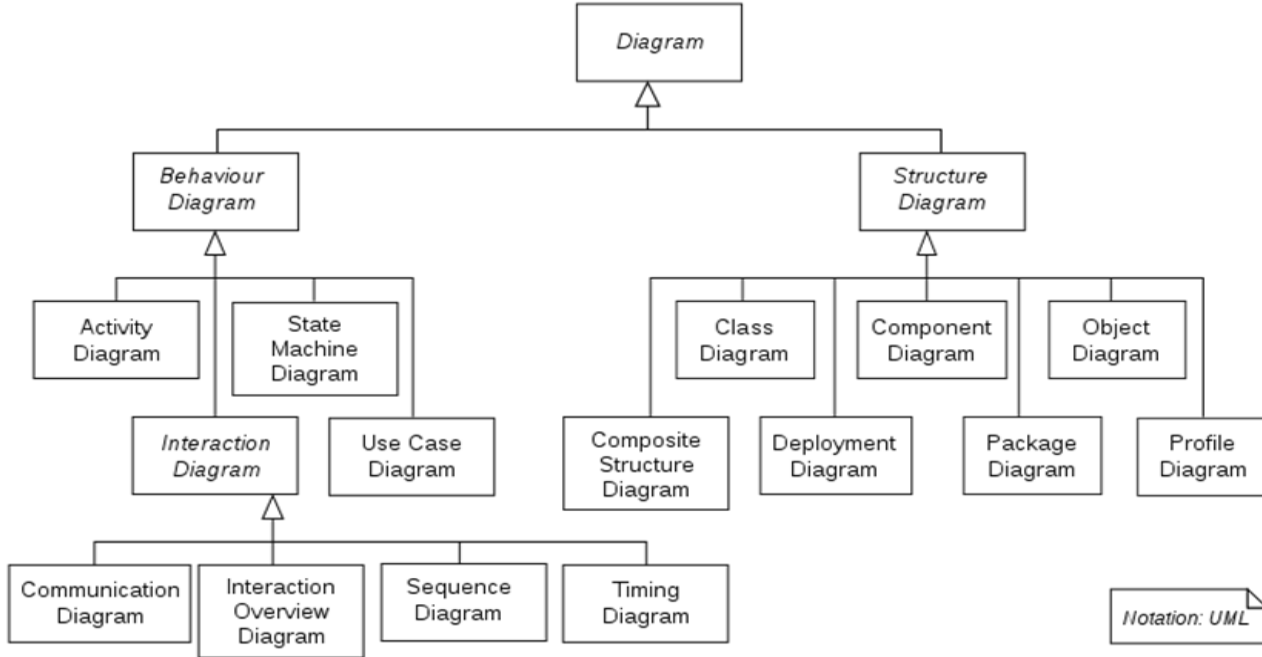 Diagram
Behaviour
Diagram
Structure
Diagram
Activity
Diagram
State
Machine
Diagram
Class
Diagram
Component
Diagram
Object
Diagram
Interaction
Diagram
Use Case
Diagram
Composite
Structure
Diagram
Deployment
Diagram
Package
Diagram
Profile
Diagram
Communication
Diagram
Interaction
Overview
Diagram
Sequence
Diagram
Timing
Diagram
Notation: UML